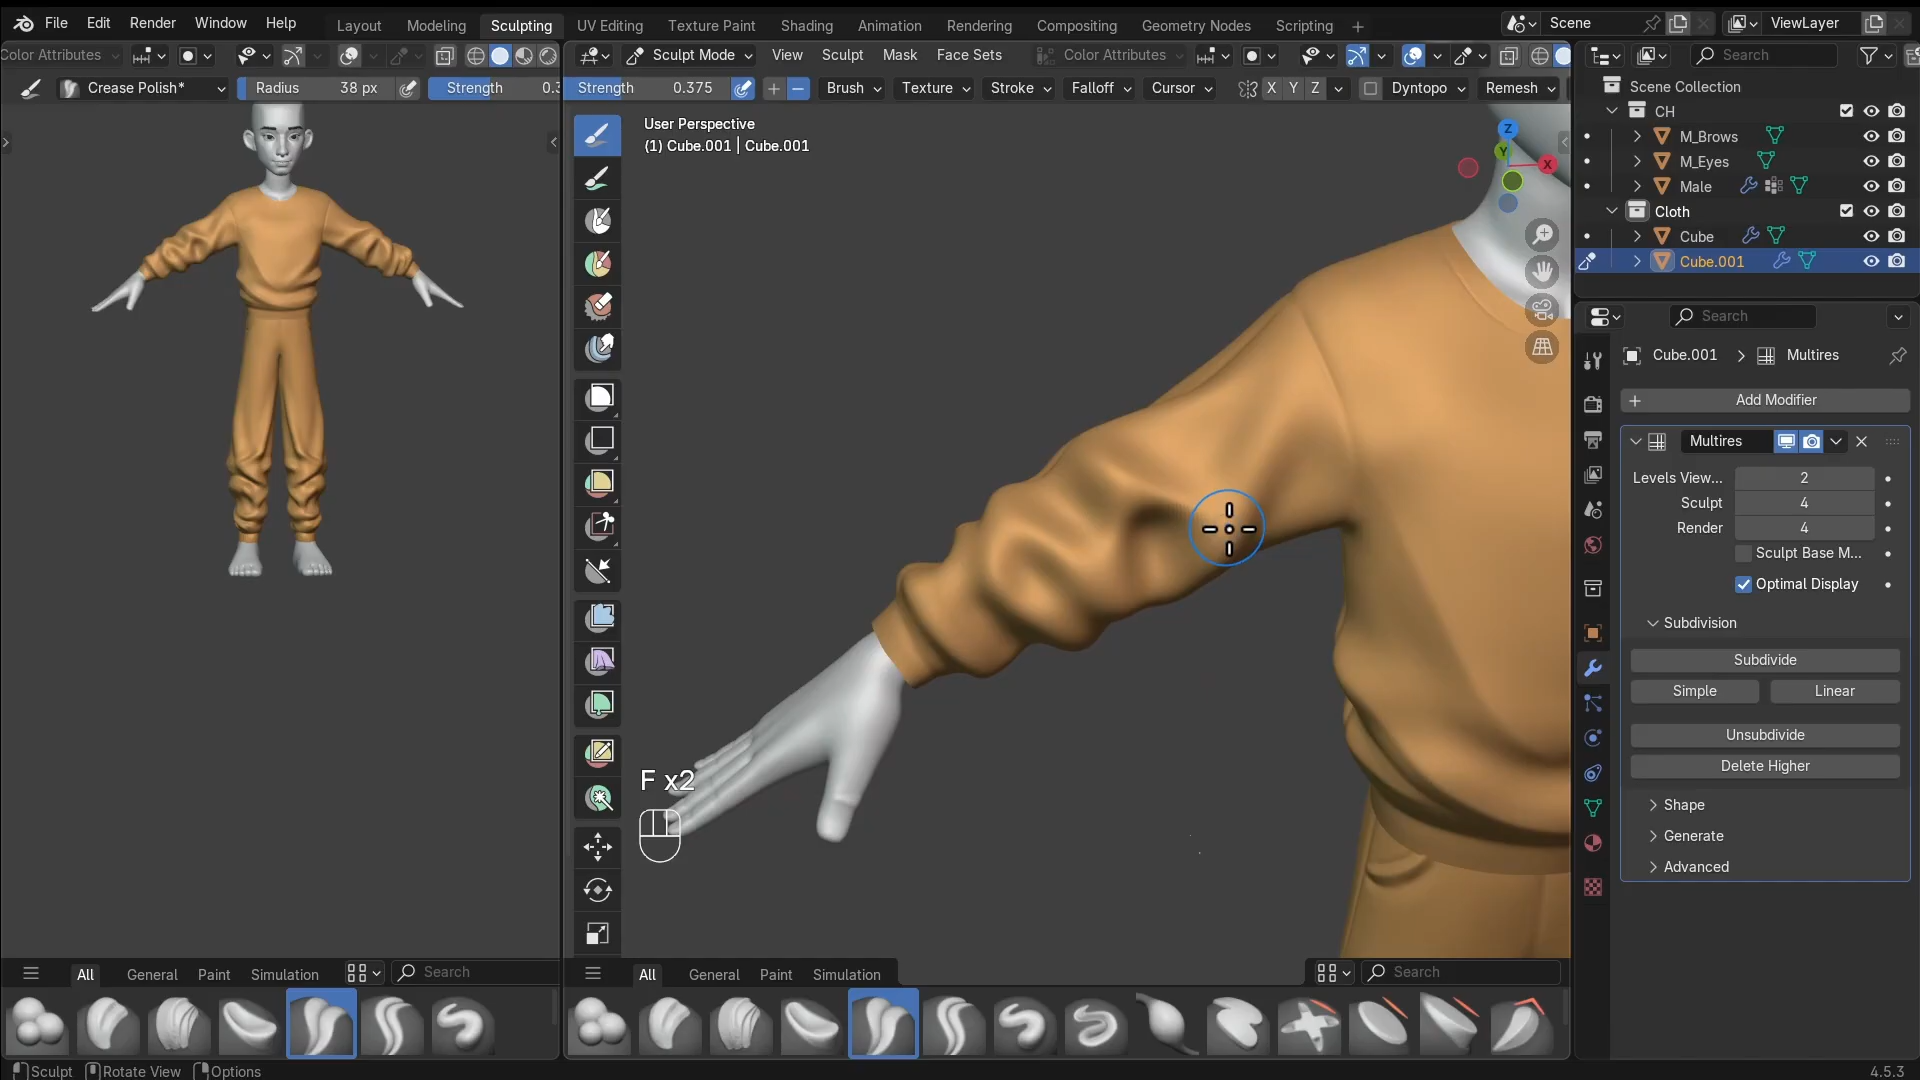 File Edit Render Window Help Layout Modeling Sculpting UV Editing Texture Paint Shading Animation Rendering Compositing Geometry Nodes Scripting + Scene ViewLayer
Color Attributes Sculpt Mode View Sculpt Mask Face Sets Color Attributes Search
Crease Polish* Radius 38 px Strength 0.3 Strength 0.375 Brush Texture Stroke Falloff Cursor X Y Z Dyntopo Remesh
Scene Collection
CH
M_Brows
M_Eyes
Male
Cloth
Cube
Cube.001
User Perspective
(1) Cube.001 | Cube.001
Z
Y
X
Search
Cube.001 > Multires
+ Add Modifier
Multires
Levels View... 2
Sculpt 4
Render 4
Sculpt Base M...
Optimal Display
Subdivision
Subdivide
Simple Linear
Unsubdivide
Delete Higher
Shape
Generate
Advanced
F x2
All General Paint Simulation Search
All General Paint Simulation Search
Sculpt Rotate View Options 4.5.3